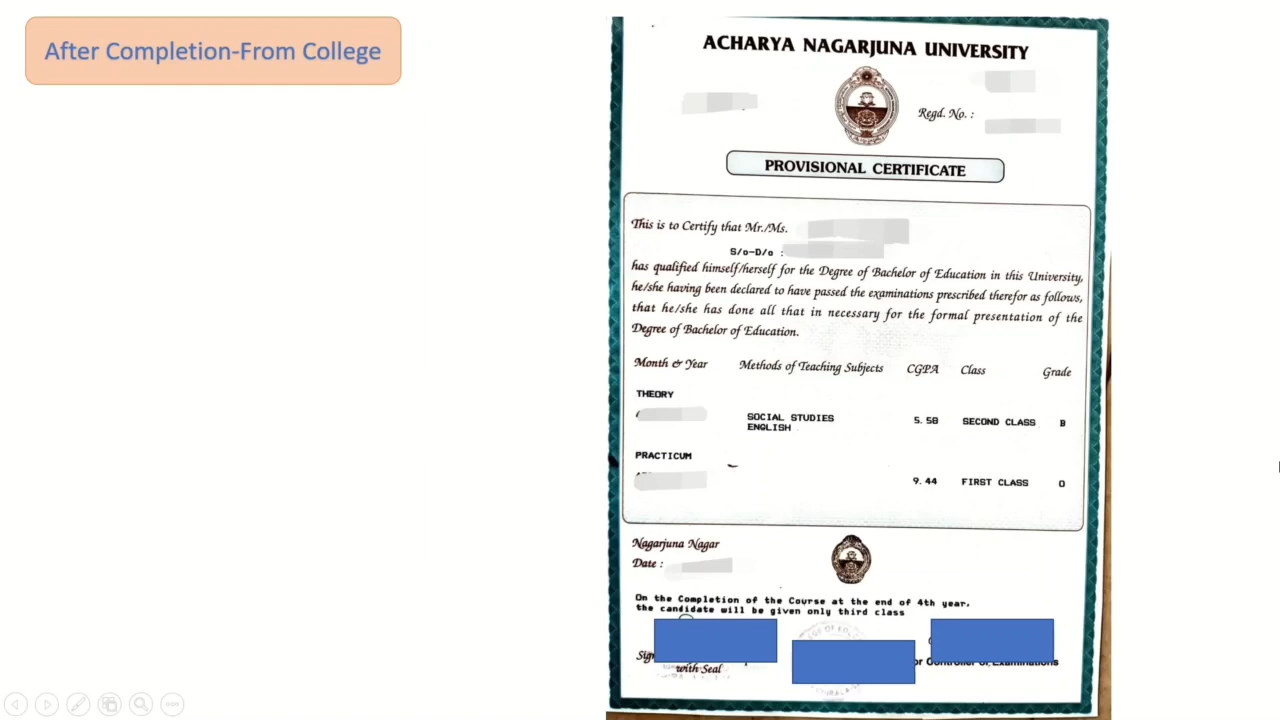 After Completion-From College
ACHARYA NAGARJUNA UNIVERSITY
Regd. No. :
PROVISIONAL CERTIFICATE
This is to Certify that Mr./Ms.
S/o-D/o :
has qualified himself/herself for the Degree of Bachelor of Education in this University,
he/she having been declared to have passed the examinations prescribed therefor as follows,
that he/she has done all that in necessary for the formal presentation of the
Degree of Bachelor of Education.
Month & Year Methods of Teaching Subjects CGPA Class Grade
THEORY
SOCIAL STUDIES 5.58 SECOND CLASS B
ENGLISH
PRACTICUM
9.44 FIRST CLASS O
Nagarjuna Nagar
Date :
On the Completion of the Course at the end of 4th year,
the candidate will be given only third class
Controller of Examinations
with Seal